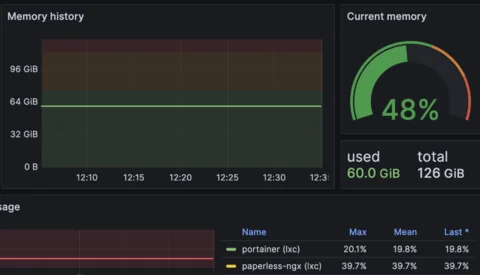 Memory history
96 GiB
64 GiB
32 GiB
0 B
12:10 12:15 12:20 12:25 12:30
Current memory
48%
used total
60.0 GiB 126 GiB
sage
Name Max Mean Last *
portainer (lxc) 20.1% 19.8% 19.8%
paperless-ngx (lxc) 39.7% 39.7% 39.7%